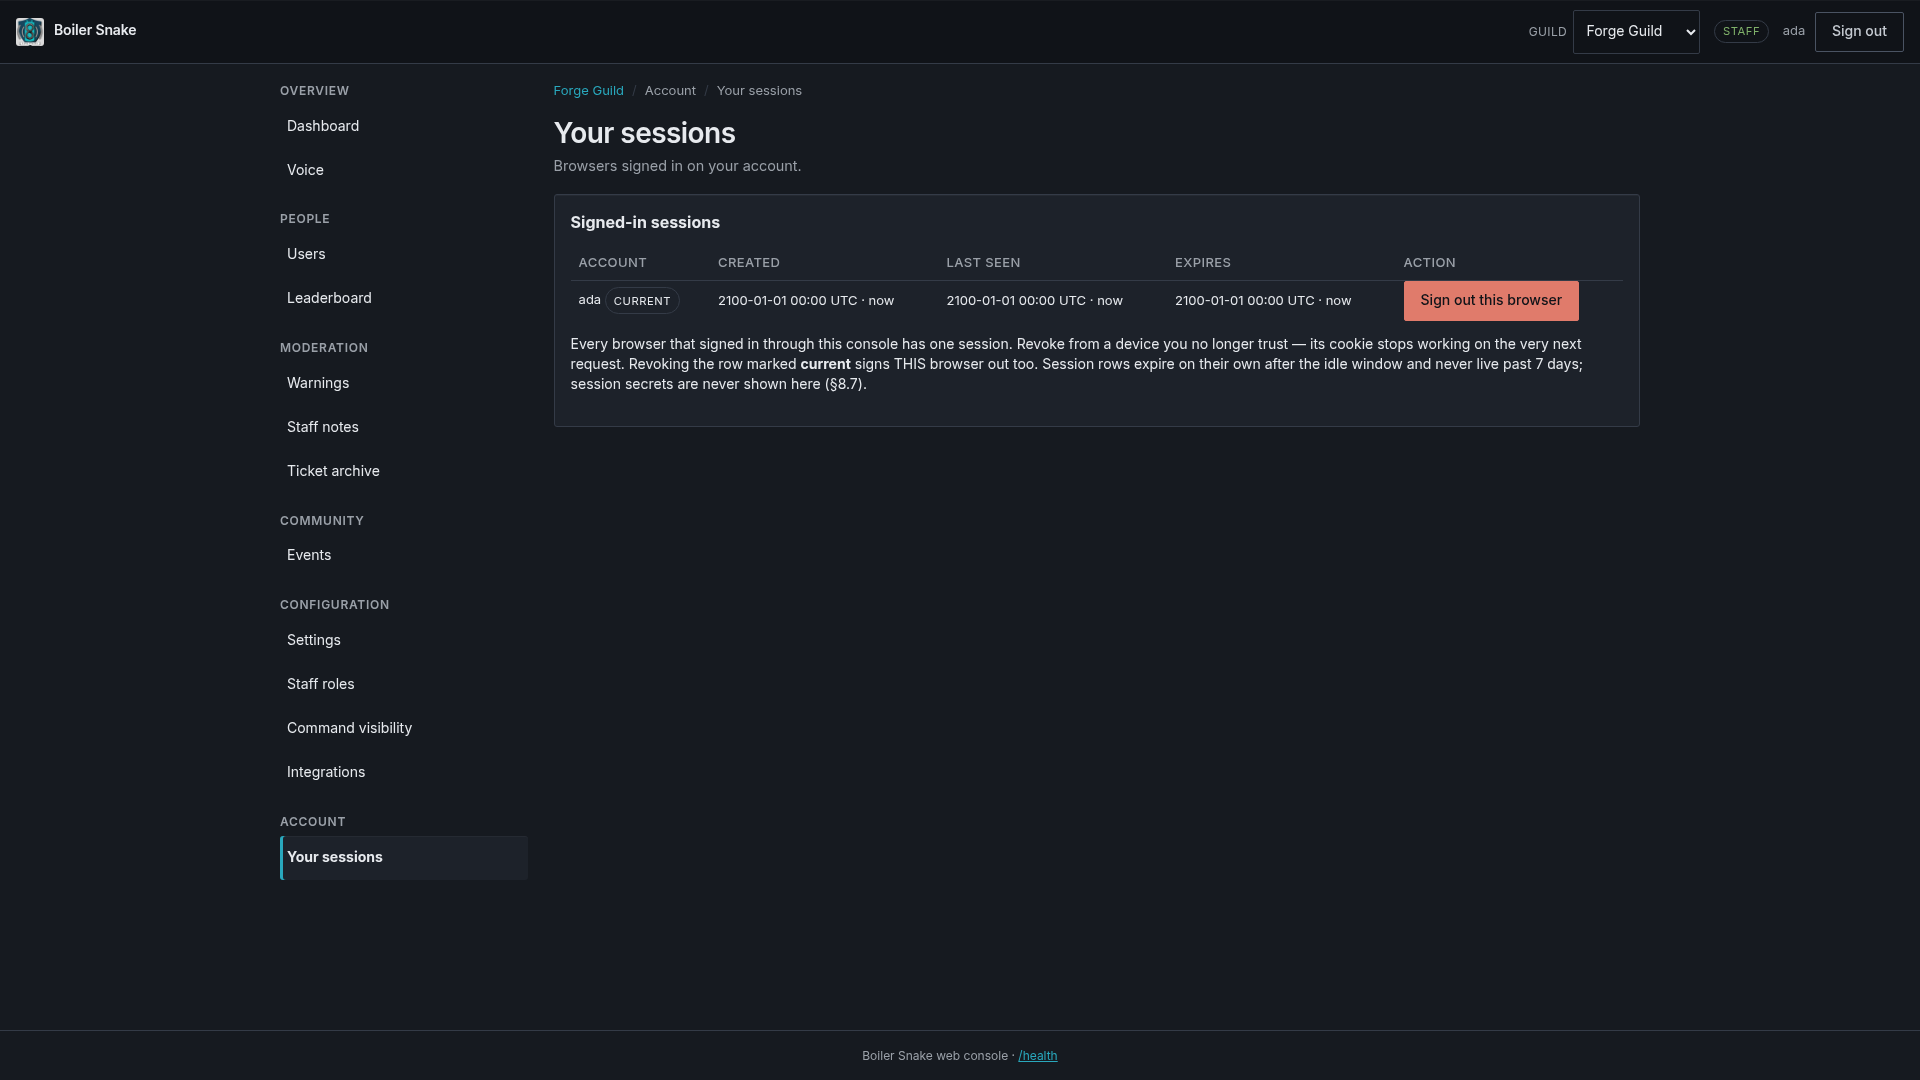 Boiler Snake
GUILD Forge Guild STAFF ada Sign out
OVERVIEW
Dashboard
Voice
PEOPLE
Users
Leaderboard
MODERATION
Warnings
Staff notes
Ticket archive
COMMUNITY
Events
CONFIGURATION
Settings
Staff roles
Command visibility
Integrations
ACCOUNT
Your sessions
Forge Guild / Account / Your sessions
Your sessions
Browsers signed in on your account.
Signed-in sessions
ACCOUNT CREATED LAST SEEN EXPIRES ACTION
ada CURRENT 2100-01-01 00:00 UTC · now 2100-01-01 00:00 UTC · now 2100-01-01 00:00 UTC · now Sign out this browser
Every browser that signed in through this console has one session. Revoke from a device you no longer trust — its cookie stops working on the very next
request. Revoking the row marked current signs THIS browser out too. Session rows expire on their own after the idle window and never live past 7 days;
session secrets are never shown here (§8.7).
Boiler Snake web console · /health